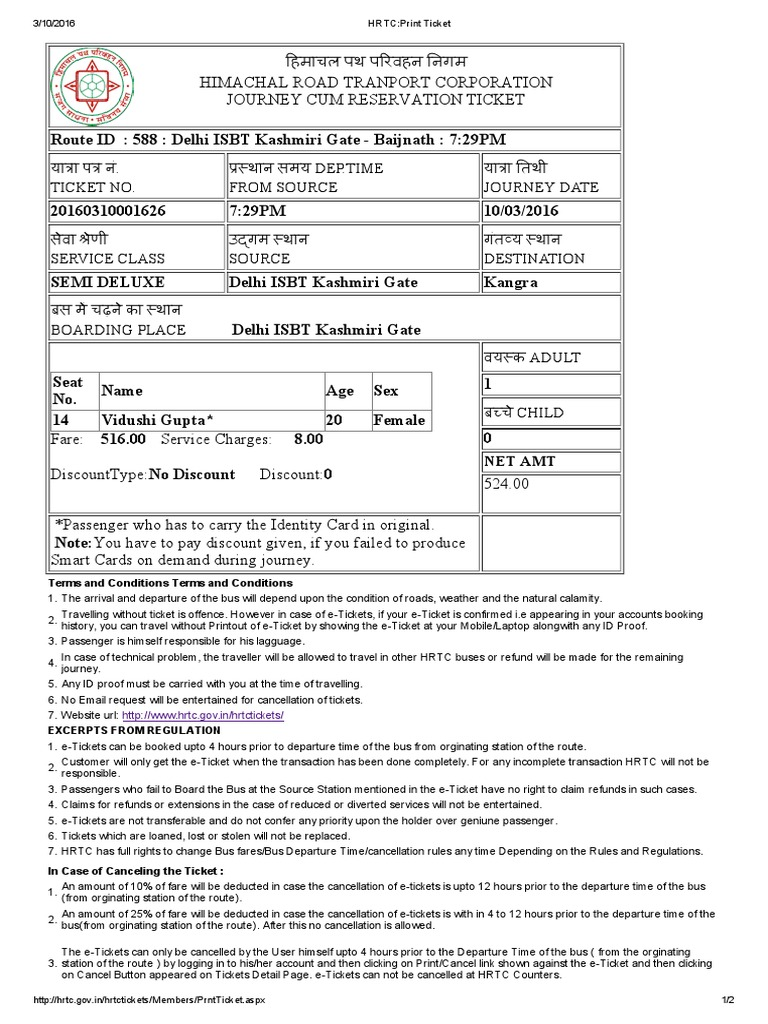 3/10/2016
HRTC:Print Ticket
हिमाचल पथ परिवहन निगम
HIMACHAL ROAD TRANPORT CORPORATION
JOURNEY CUM RESERVATION TICKET
Route ID : 588 : Delhi ISBT Kashmiri Gate - Baijnath : 7:29PM
यात्रा पत्र नं.
TICKET NO.
प्रस्थान समय DEPTIME
FROM SOURCE
यात्रा तिथी
JOURNEY DATE
20160310001626
7:29PM
10/03/2016
सेवा श्रेणी
SERVICE CLASS
उद्गम स्थान
SOURCE
गंतव्य स्थान
DESTINATION
SEMI DELUXE
Delhi ISBT Kashmiri Gate
Kangra
बस मे चढने का स्थान
BOARDING PLACE Delhi ISBT Kashmiri Gate
Seat No. Name Age Sex
14 Vidushi Gupta* 20 Female
Fare: 516.00 Service Charges: 8.00
DiscountType:No Discount Discount:0
वयस्क ADULT
1
बच्चे CHILD
0
NET AMT
524.00
*Passenger who has to carry the Identity Card in original.
Note: You have to pay discount given, if you failed to produce
Smart Cards on demand during journey.
Terms and Conditions Terms and Conditions
1. The arrival and departure of the bus will depend upon the condition of roads, weather and the natural calamity.
2. Travelling without ticket is offence. However in case of e-Tickets, if your e-Ticket is confirmed i.e appearing in your accounts booking
history, you can travel without Printout of e-Ticket by showing the e-Ticket at your Mobile/Laptop alongwith any ID Proof.
3. Passenger is himself responsible for his lagguage.
4. In case of technical problem, the traveller will be allowed to travel in other HRTC buses or refund will be made for the remaining
journey.
5. Any ID proof must be carried with you at the time of travelling.
6. No Email request will be entertained for cancellation of tickets.
7. Website url: http://www.hrtc.gov.in/hrtctickets/
EXCERPTS FROM REGULATION
1. e-Tickets can be booked upto 4 hours prior to departure time of the bus from orginating station of the route.
2. Customer will only get the e-Ticket when the transaction has been done completely. For any incomplete transaction HRTC will not be
responsible.
3. Passengers who fail to Board the Bus at the Source Station mentioned in the e-Ticket have no right to claim refunds in such cases.
4. Claims for refunds or extensions in the case of reduced or diverted services will not be entertained.
5. e-Tickets are not transferable and do not confer any priority upon the holder over geniune passenger.
6. Tickets which are loaned, lost or stolen will not be replaced.
7. HRTC has full rights to change Bus fares/Bus Departure Time/cancellation rules any time Depending on the Rules and Regulations.
In Case of Canceling the Ticket :
1. An amount of 10% of fare will be deducted in case the cancellation of e-tickets is upto 12 hours prior to the departure time of the bus
(from orginating station of the route).
2. An amount of 25% of fare will be deducted in case the cancellation of e-tickets is with in 4 to 12 hours prior to the departure time of the
bus(from orginating station of the route). After this no cancellation is allowed.
3. The e-Tickets can only be cancelled by the User himself upto 4 hours prior to the Departure Time of the bus ( from the orginating
station of the route ) by logging in to his/her account and then clicking on Print/Cancel link shown against the e-Ticket and then clicking
on Cancel Button appeared on Tickets Detail Page. e-Tickets can not be cancelled at HRTC Counters.
http://hrtc.gov.in/hrtctickets/Members/PrntTicket.aspx
1/2